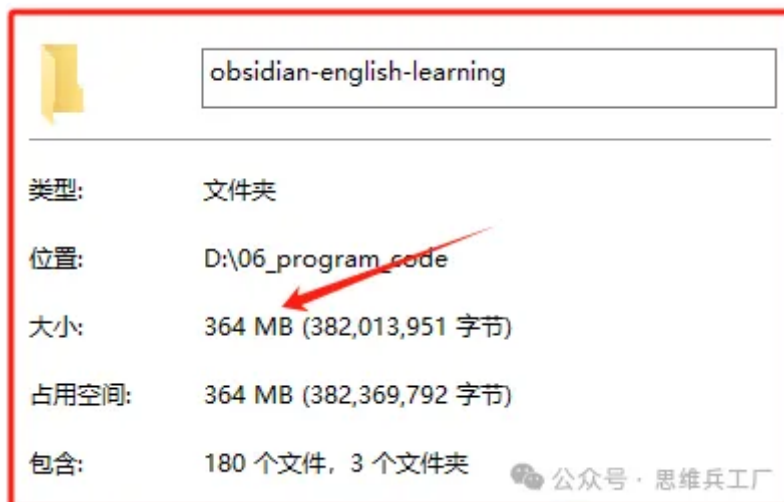 obsidian-english-learning
类型: 文件夹
位置: D:\06_program_code
大小: 364 MB (382,013,951 字节)
占用空间: 364 MB (382,369,792 字节)
包含: 180 个文件，3 个文件夹
公众号 · 思维兵工厂